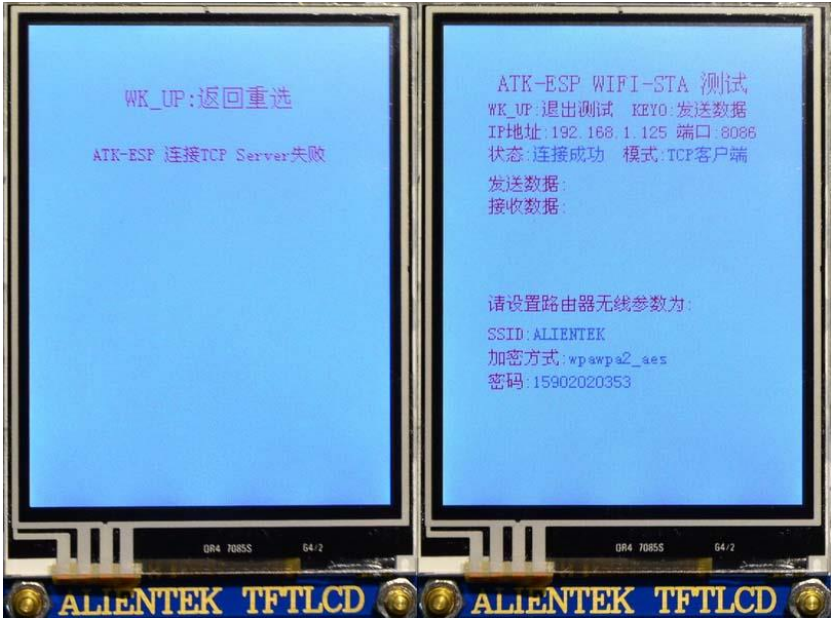 WK_UP:返回重选
ATK-ESP 连接TCP Server失败
GR4 7085S G4/2
ALIENTEK TFTLCD
ATK-ESP WIFI-STA 测试
WK_UP:退出测试 KEY0:发送数据
IP地址:192.168.1.125 端口:8086
状态:连接成功 模式:TCP客户端
发送数据:
接收数据:
请设置路由器无线参数为:
SSID:ALIENTEK
加密方式:wpawpa2_aes
密码:15902020353
GR4 7085S G4/2
ALIENTEK TFTLCD